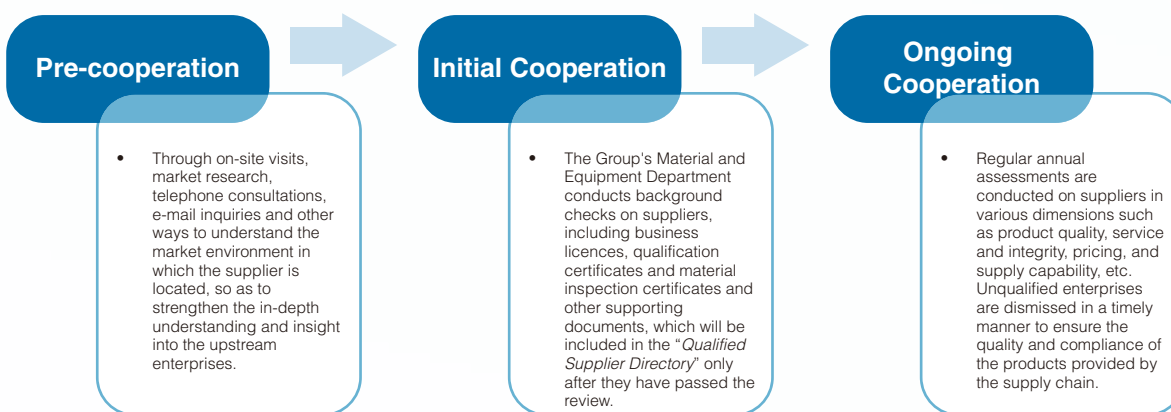 Pre-cooperation
• Through on-site visits,
market research,
telephone consultations,
e-mail inquiries and other
ways to understand the
market environment in
which the supplier is
located, so as to
strengthen the in-depth
understanding and insight
into the upstream
enterprises.
Initial Cooperation
• The Group's Material and
Equipment Department
conducts background
checks on suppliers,
including business
licences, qualification
certificates and material
inspection certificates and
other supporting
documents, which will be
included in the “Qualified
Supplier Directory” only
after they have passed the
review.
Ongoing
Cooperation
• Regular annual
assessments are
conducted on suppliers in
various dimensions such
as product quality, service
and integrity, pricing, and
supply capability, etc.
Unqualified enterprises
are dismissed in a timely
manner to ensure the
quality and compliance of
the products provided by
the supply chain.